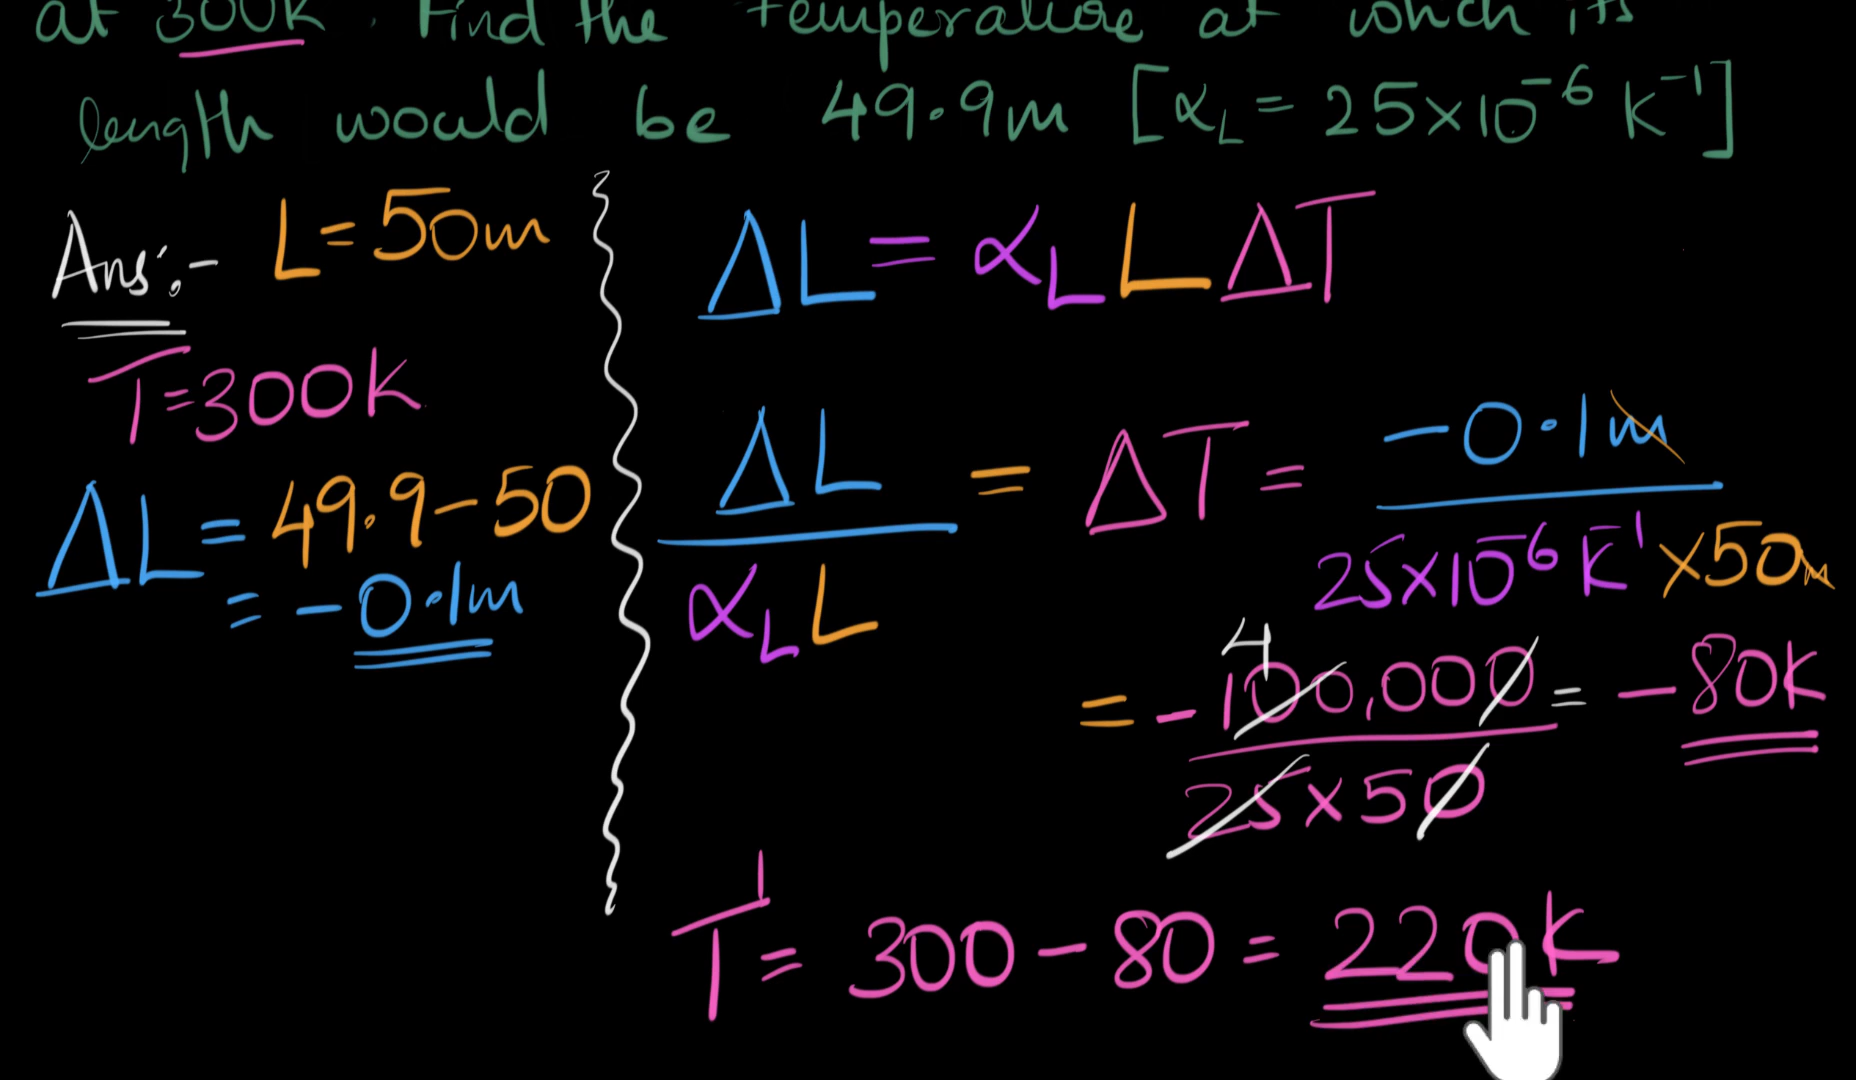 at 300K. Find the temperature at which its
length would be 49.9m [αL = 25×10⁻⁶ K⁻¹]
Ans:- L=50m
T=300K
ΔL = 49.9-50
= -0.1m
ΔL = αL L ΔT
ΔL/αL L = ΔT = -0.1m/25×10⁻⁶ K⁻¹ ×50m
4
= -100,000/25×50 = -80K
T' = 300-80 = 220K